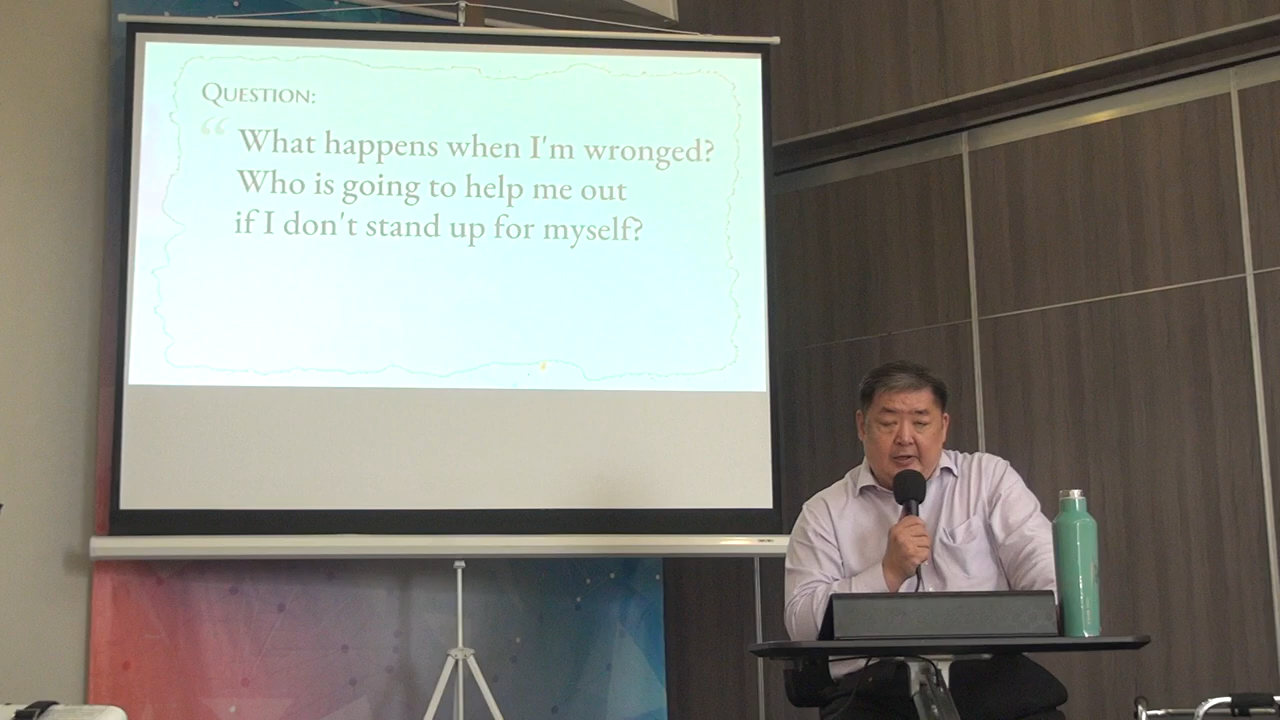 QUESTION:
“ What happens when I'm wronged?
Who is going to help me out
if I don't stand up for myself?